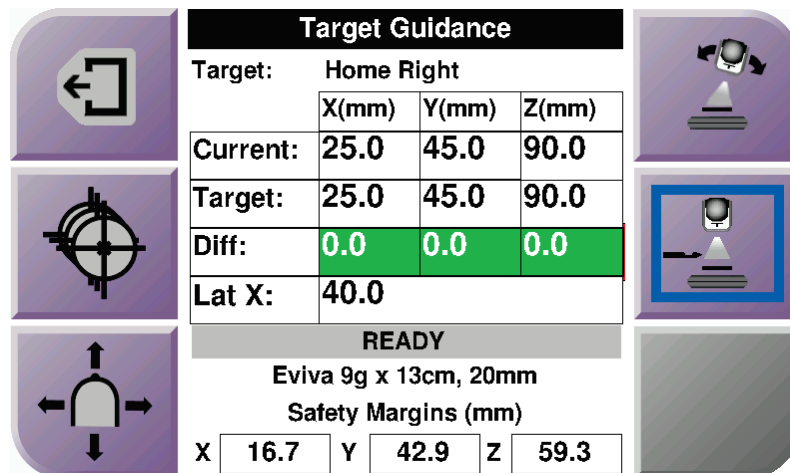 Target Guidance
Target: Home Right
X(mm) Y(mm) Z(mm)
Current: 25.0 45.0 90.0
Target: 25.0 45.0 90.0
Diff: 0.0 0.0 0.0
Lat X: 40.0
READY
Eviva 9g x 13cm, 20mm
Safety Margins (mm)
X 16.7 Y 42.9 Z 59.3